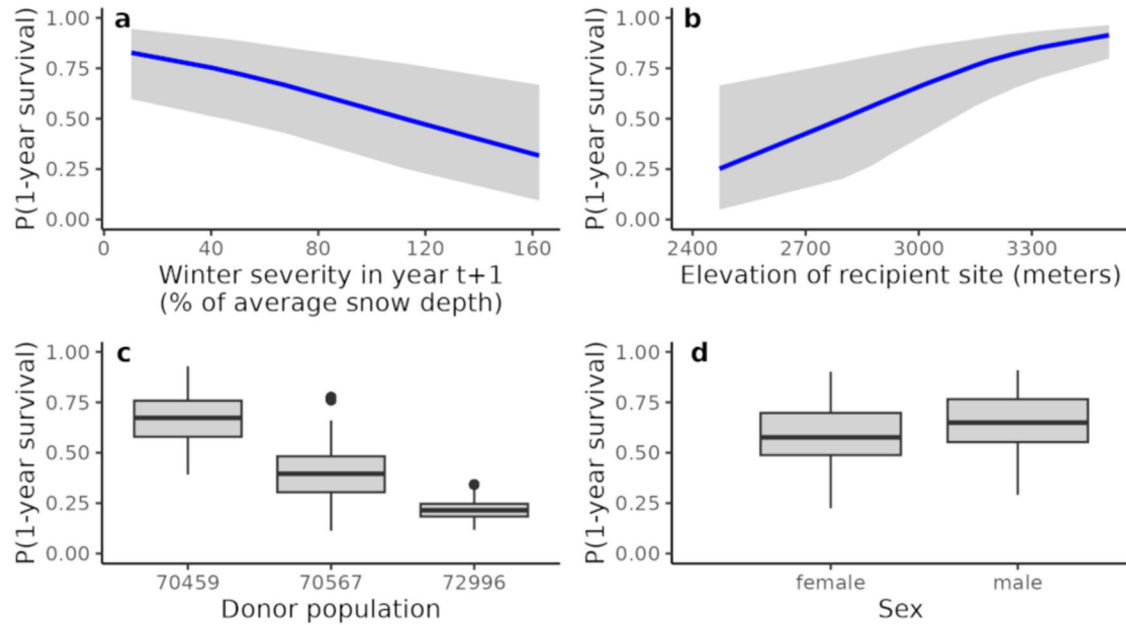 a
P(1-year survival)
1.00
0.75
0.50
0.25
0.00
0 40 80 120 160
Winter severity in year t+1
(% of average snow depth)
b
P(1-year survival)
1.00
0.75
0.50
0.25
0.00
2400 2700 3000 3300
Elevation of recipient site (meters)
c
P(1-year survival)
1.00
0.75
0.50
0.25
0.00
70459 70567 72996
Donor population
d
P(1-year survival)
1.00
0.75
0.50
0.25
0.00
female male
Sex